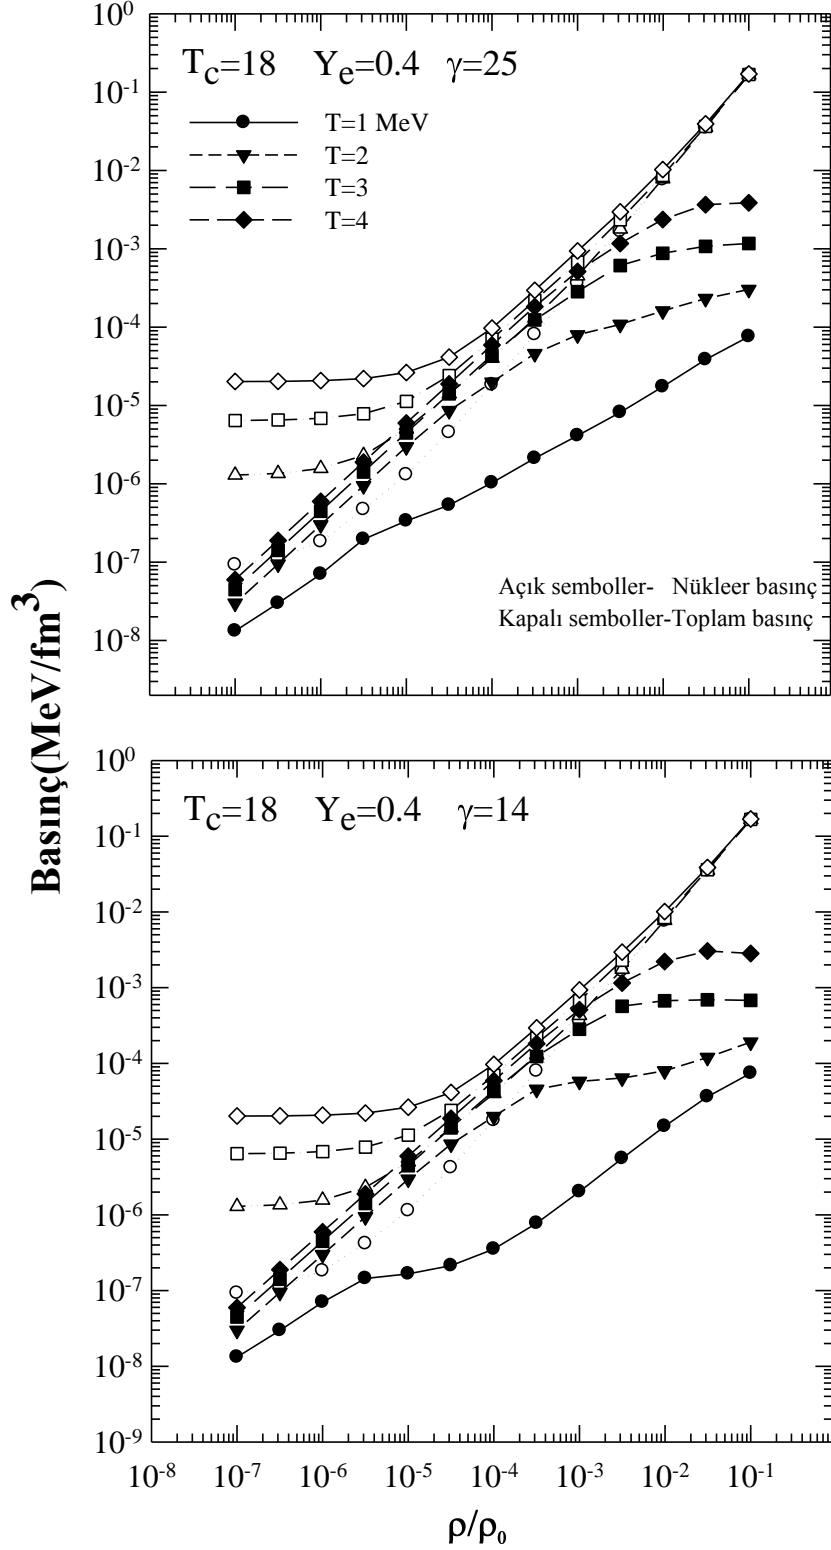 10⁰
T_c=18 Y_e=0.4 γ=25
10⁻¹
T=1 MeV
T=2
10⁻²
T=3
T=4
10⁻³
10⁻⁴
10⁻⁵
10⁻⁶
10⁻⁷
Açık semboller- Nükleer basınç
Kapalı semboller-Toplam basınç
10⁻⁸
Basınç(MeV/fm³)
10⁰
T_c=18 Y_e=0.4 γ=14
10⁻¹
10⁻²
10⁻³
10⁻⁴
10⁻⁵
10⁻⁶
10⁻⁷
10⁻⁸
10⁻⁹
10⁻⁸ 10⁻⁷ 10⁻⁶ 10⁻⁵ 10⁻⁴ 10⁻³ 10⁻² 10⁻¹
ρ/ρ₀